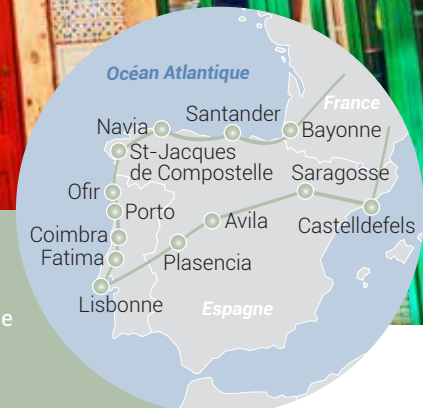 Océan Atlantique
France
Santander
Navia
Bayonne
St-Jacques
de Compostelle
Saragosse
Ofir
Porto
Avila
Castelldefels
Coimbra
Fatima
Plasencia
Lisbonne
Espagne
e